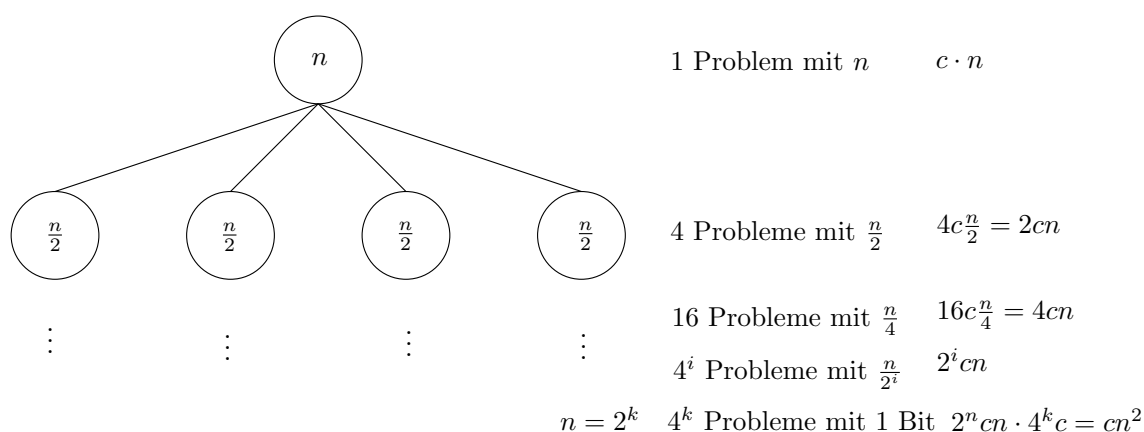 n 1 Problem mit n c · n
n/2 n/2 n/2 n/2 4 Probleme mit n/2 4c n/2 = 2cn
16 Probleme mit n/4 16c n/4 = 4cn
4^i Probleme mit n/2^i 2^i cn
n = 2^k 4^k Probleme mit 1 Bit 2^n cn · 4^k c = cn^2